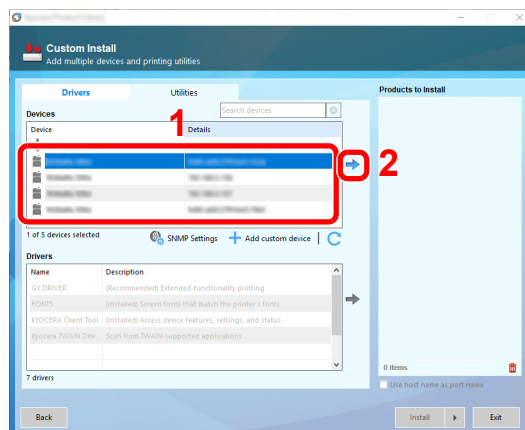 Custom Install
Add multiple devices and printing utilities
Drivers
Utilities
Products to Install
1
Devices
Search devices
Device
Details
2
1 of 5 devices selected
SNMP Settings
Add custom device
Drivers
Name
Description
GX DRIVER
(Recommended) Extended-functionality printing
FONTS
(Installed) Screen fonts that match the printer's fonts
KYOCERA Client Tool
(Installed) Access device features, settings, and status
Kyocera TWAIN Driv...
Scan from TWAIN-supported applications
7 drivers
0 items
Use host name as port name
Back
Install
Exit